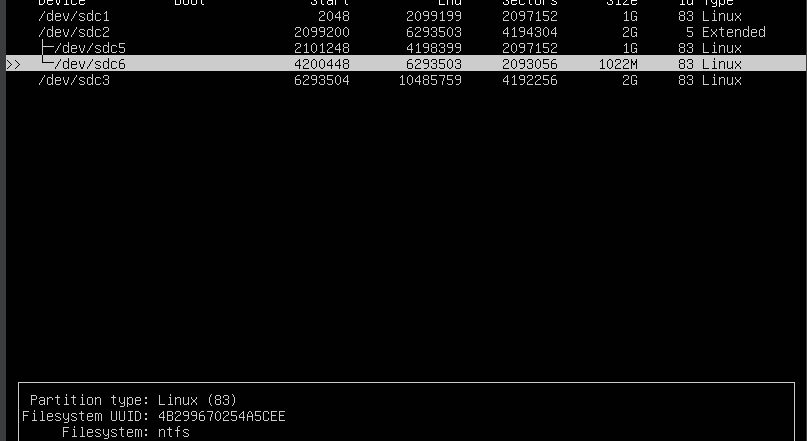 Device Boot Start End Sectors Size Id Type
/dev/sdc1 2048 2099199 2097152 1G 83 Linux
/dev/sdc2 2099200 6293503 4194304 2G 5 Extended
├─/dev/sdc5 2101248 4198399 2097152 1G 83 Linux
>> └─/dev/sdc6 4200448 6293503 2093056 1022M 83 Linux
/dev/sdc3 6293504 10485759 4192256 2G 83 Linux
Partition type: Linux (83)
Filesystem UUID: 4B299670254A5CEE
Filesystem: ntfs